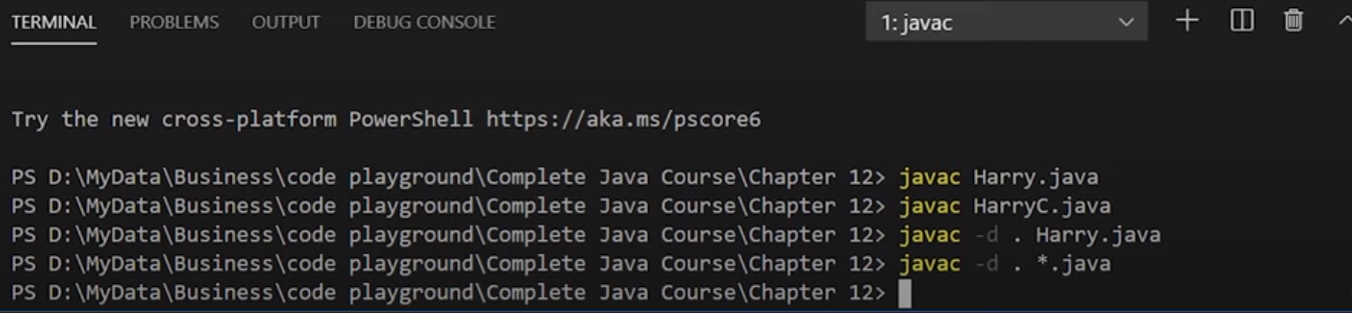 TERMINAL PROBLEMS OUTPUT DEBUG CONSOLE 1: javac
Try the new cross-platform PowerShell https://aka.ms/pscore6
PS D:\MyData\Business\code playground\Complete Java Course\Chapter 12> javac Harry.java
PS D:\MyData\Business\code playground\Complete Java Course\Chapter 12> javac HarryC.java
PS D:\MyData\Business\code playground\Complete Java Course\Chapter 12> javac -d . Harry.java
PS D:\MyData\Business\code playground\Complete Java Course\Chapter 12> javac -d . *.java
PS D:\MyData\Business\code playground\Complete Java Course\Chapter 12>